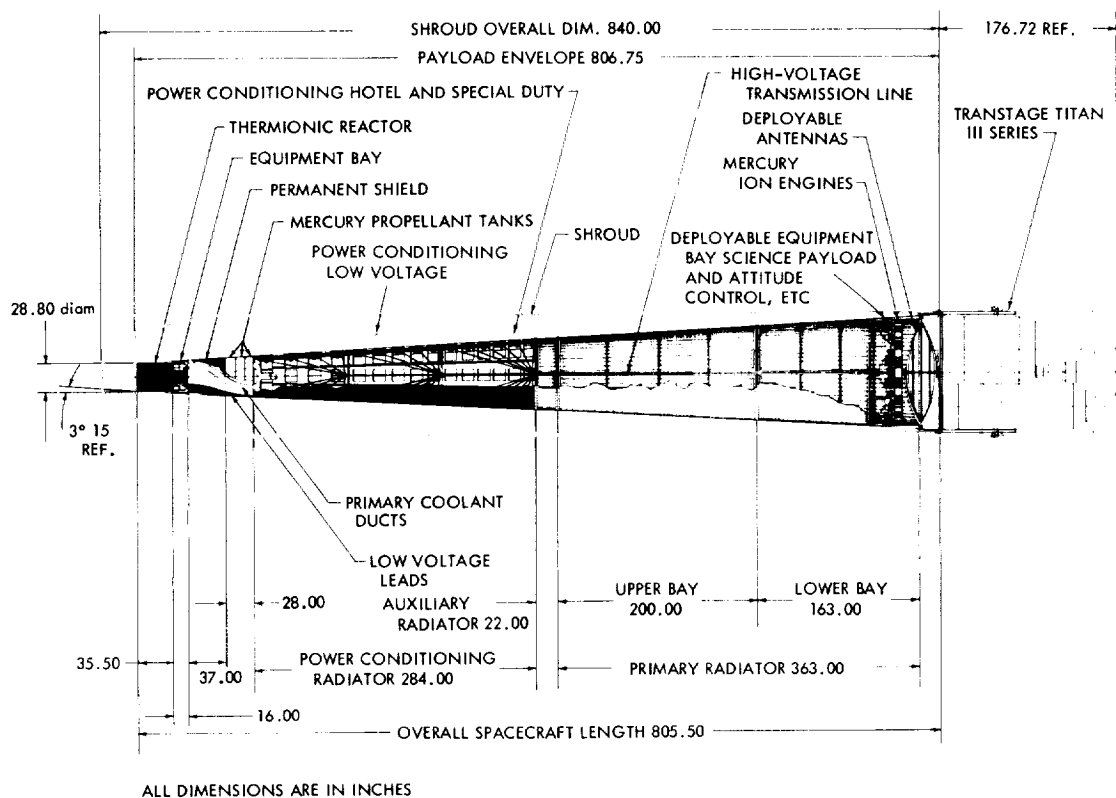 SHROUD OVERALL DIM. 840.00
176.72 REF.
PAYLOAD ENVELOPE 806.75
POWER CONDITIONING HOTEL AND SPECIAL DUTY
HIGH-VOLTAGE
TRANSMISSION LINE
THERMIONIC REACTOR
DEPLOYABLE
ANTENNAS
TRANSTAGE TITAN
III SERIES
EQUIPMENT BAY
MERCURY
ION ENGINES
PERMANENT SHIELD
MERCURY PROPELLANT TANKS
SHROUD
POWER CONDITIONING
LOW VOLTAGE
DEPLOYABLE EQUIPMENT
BAY SCIENCE PAYLOAD
AND ATTITUDE
CONTROL, ETC
28.80 diam
3° 15
REF.
PRIMARY COOLANT
DUCTS
LOW VOLTAGE
LEADS
28.00
AUXILIARY
RADIATOR 22.00
UPPER BAY
200.00
LOWER BAY
163.00
35.50
37.00
POWER CONDITIONING
RADIATOR 284.00
PRIMARY RADIATOR 363.00
16.00
OVERALL SPACECRAFT LENGTH 805.50
ALL DIMENSIONS ARE IN INCHES